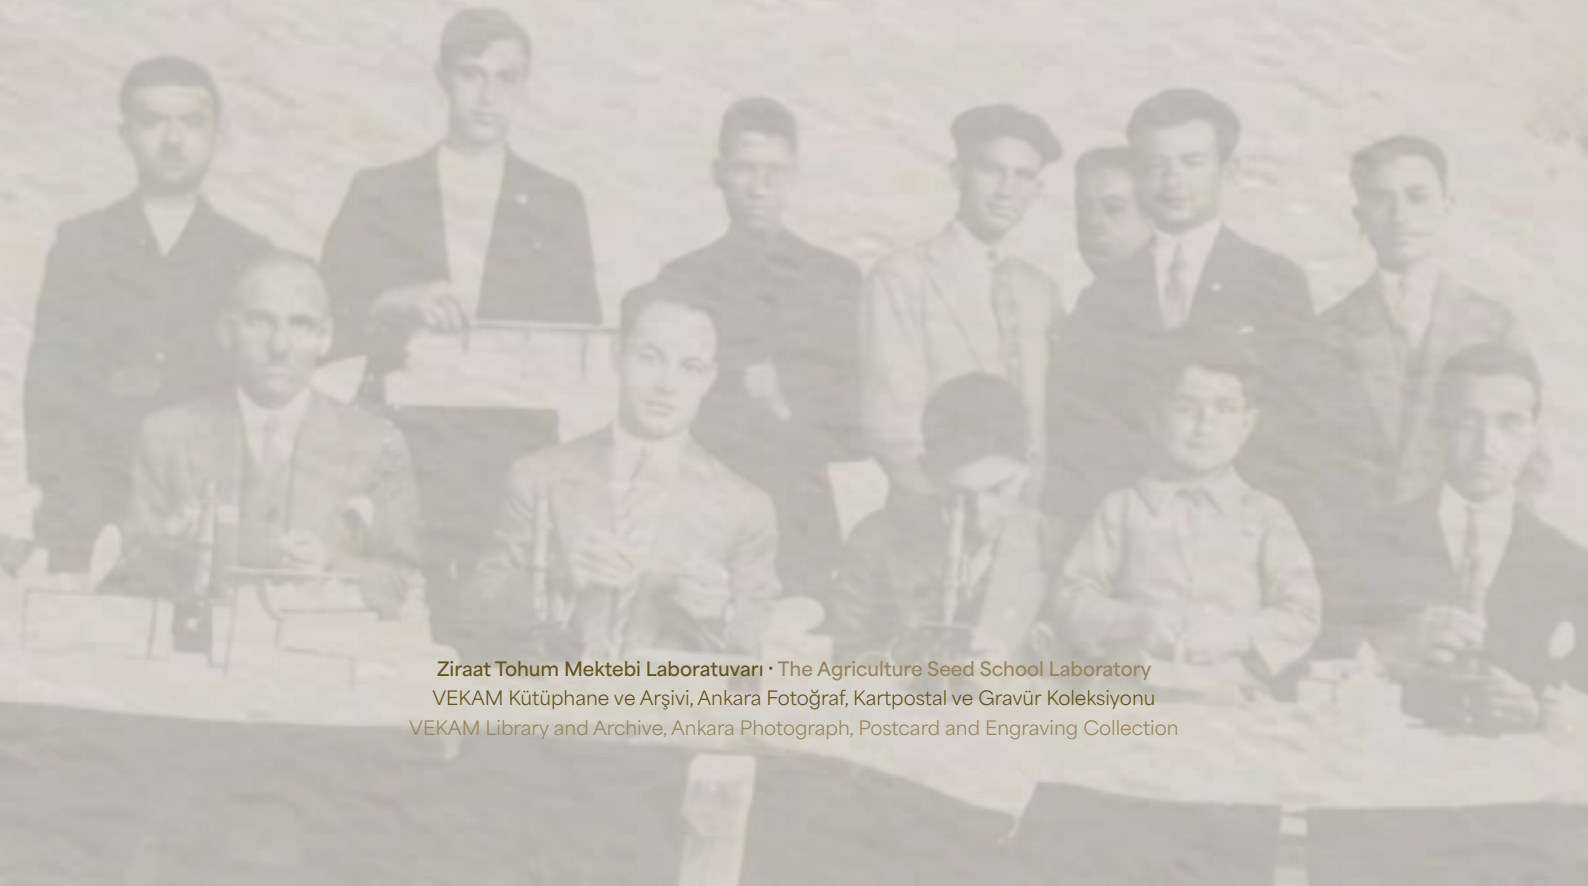 Ziraat Tohum Mektebi Laboratuvarı • The Agriculture Seed School Laboratory
VEKAM Kütüphane ve Arşivi, Ankara Fotoğraf, Kartpostal ve Gravür Koleksiyonu
VEKAM Library and Archive, Ankara Photograph, Postcard and Engraving Collection